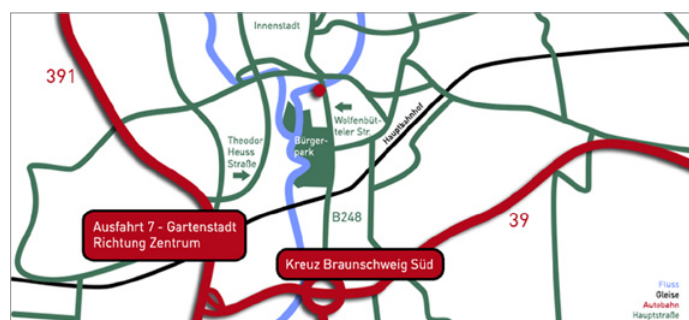 Innenstadt
391
Wolfenbüt-
teler Str.
Hauptbahnhof
Theodor
Heuss
Straße
Bürger-
park
B248
39
Ausfahrt 7 - Gartenstadt
Richtung Zentrum
Kreuz Braunschweig Süd
Fluss
Gleise
Autobahn
Hauptstraße